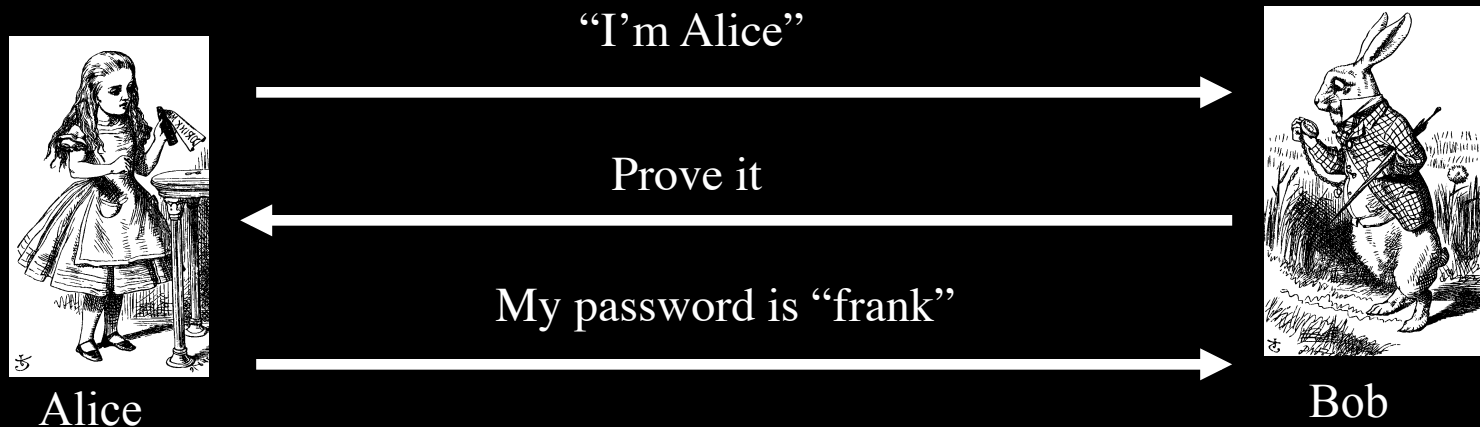 “I’m Alice”
Prove it
My password is “frank”
Alice
Bob